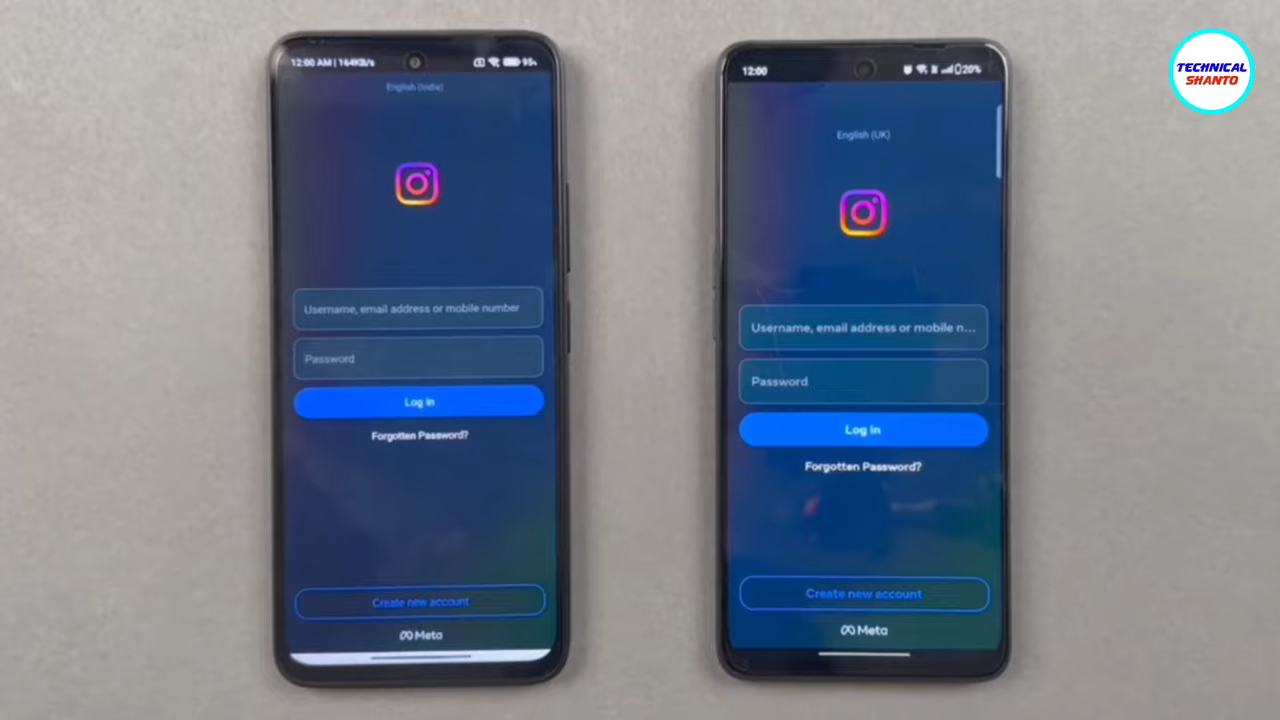 12:00 AM | 164KB/s
95%
English (India)
Username, email address or mobile number
Password
Log in
Forgotten Password?
Create new account
Meta
12:00
20%
English (UK)
Username, email address or mobile n...
Password
Log in
Forgotten Password?
Create new account
Meta
TECHNICAL
SHANTO